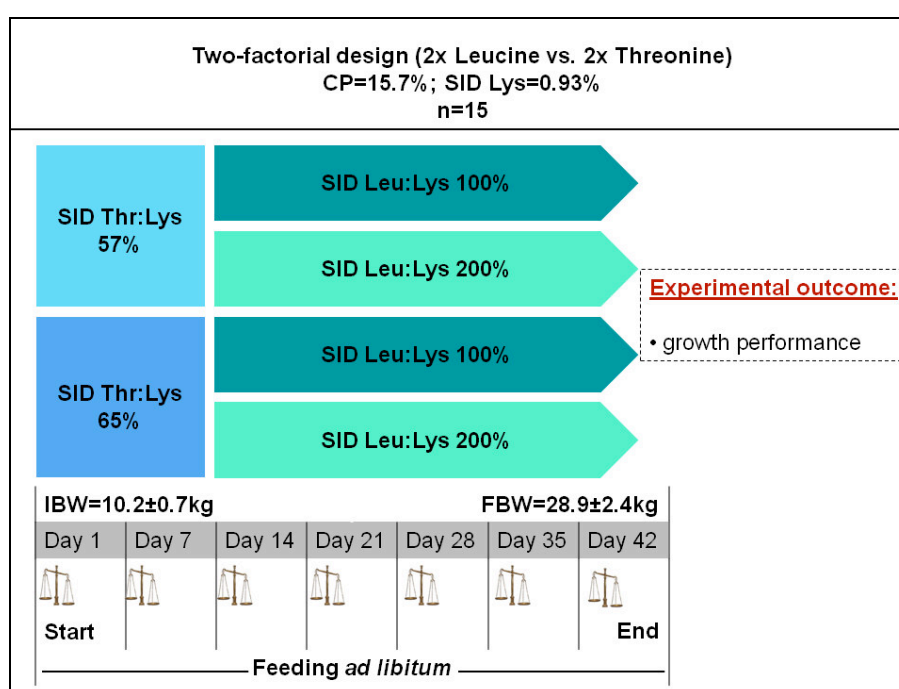 Two-factorial design (2x Leucine vs. 2x Threonine)
CP=15.7%; SID Lys=0.93%
n=15
SID Thr:Lys
57%
SID Leu:Lys 100%
SID Leu:Lys 200%
SID Thr:Lys
65%
SID Leu:Lys 100%
SID Leu:Lys 200%
Experimental outcome:
• growth performance
IBW=10.2±0.7kg
FBW=28.9±2.4kg
Day 1
Day 7
Day 14
Day 21
Day 28
Day 35
Day 42
Start
End
Feeding ad libitum